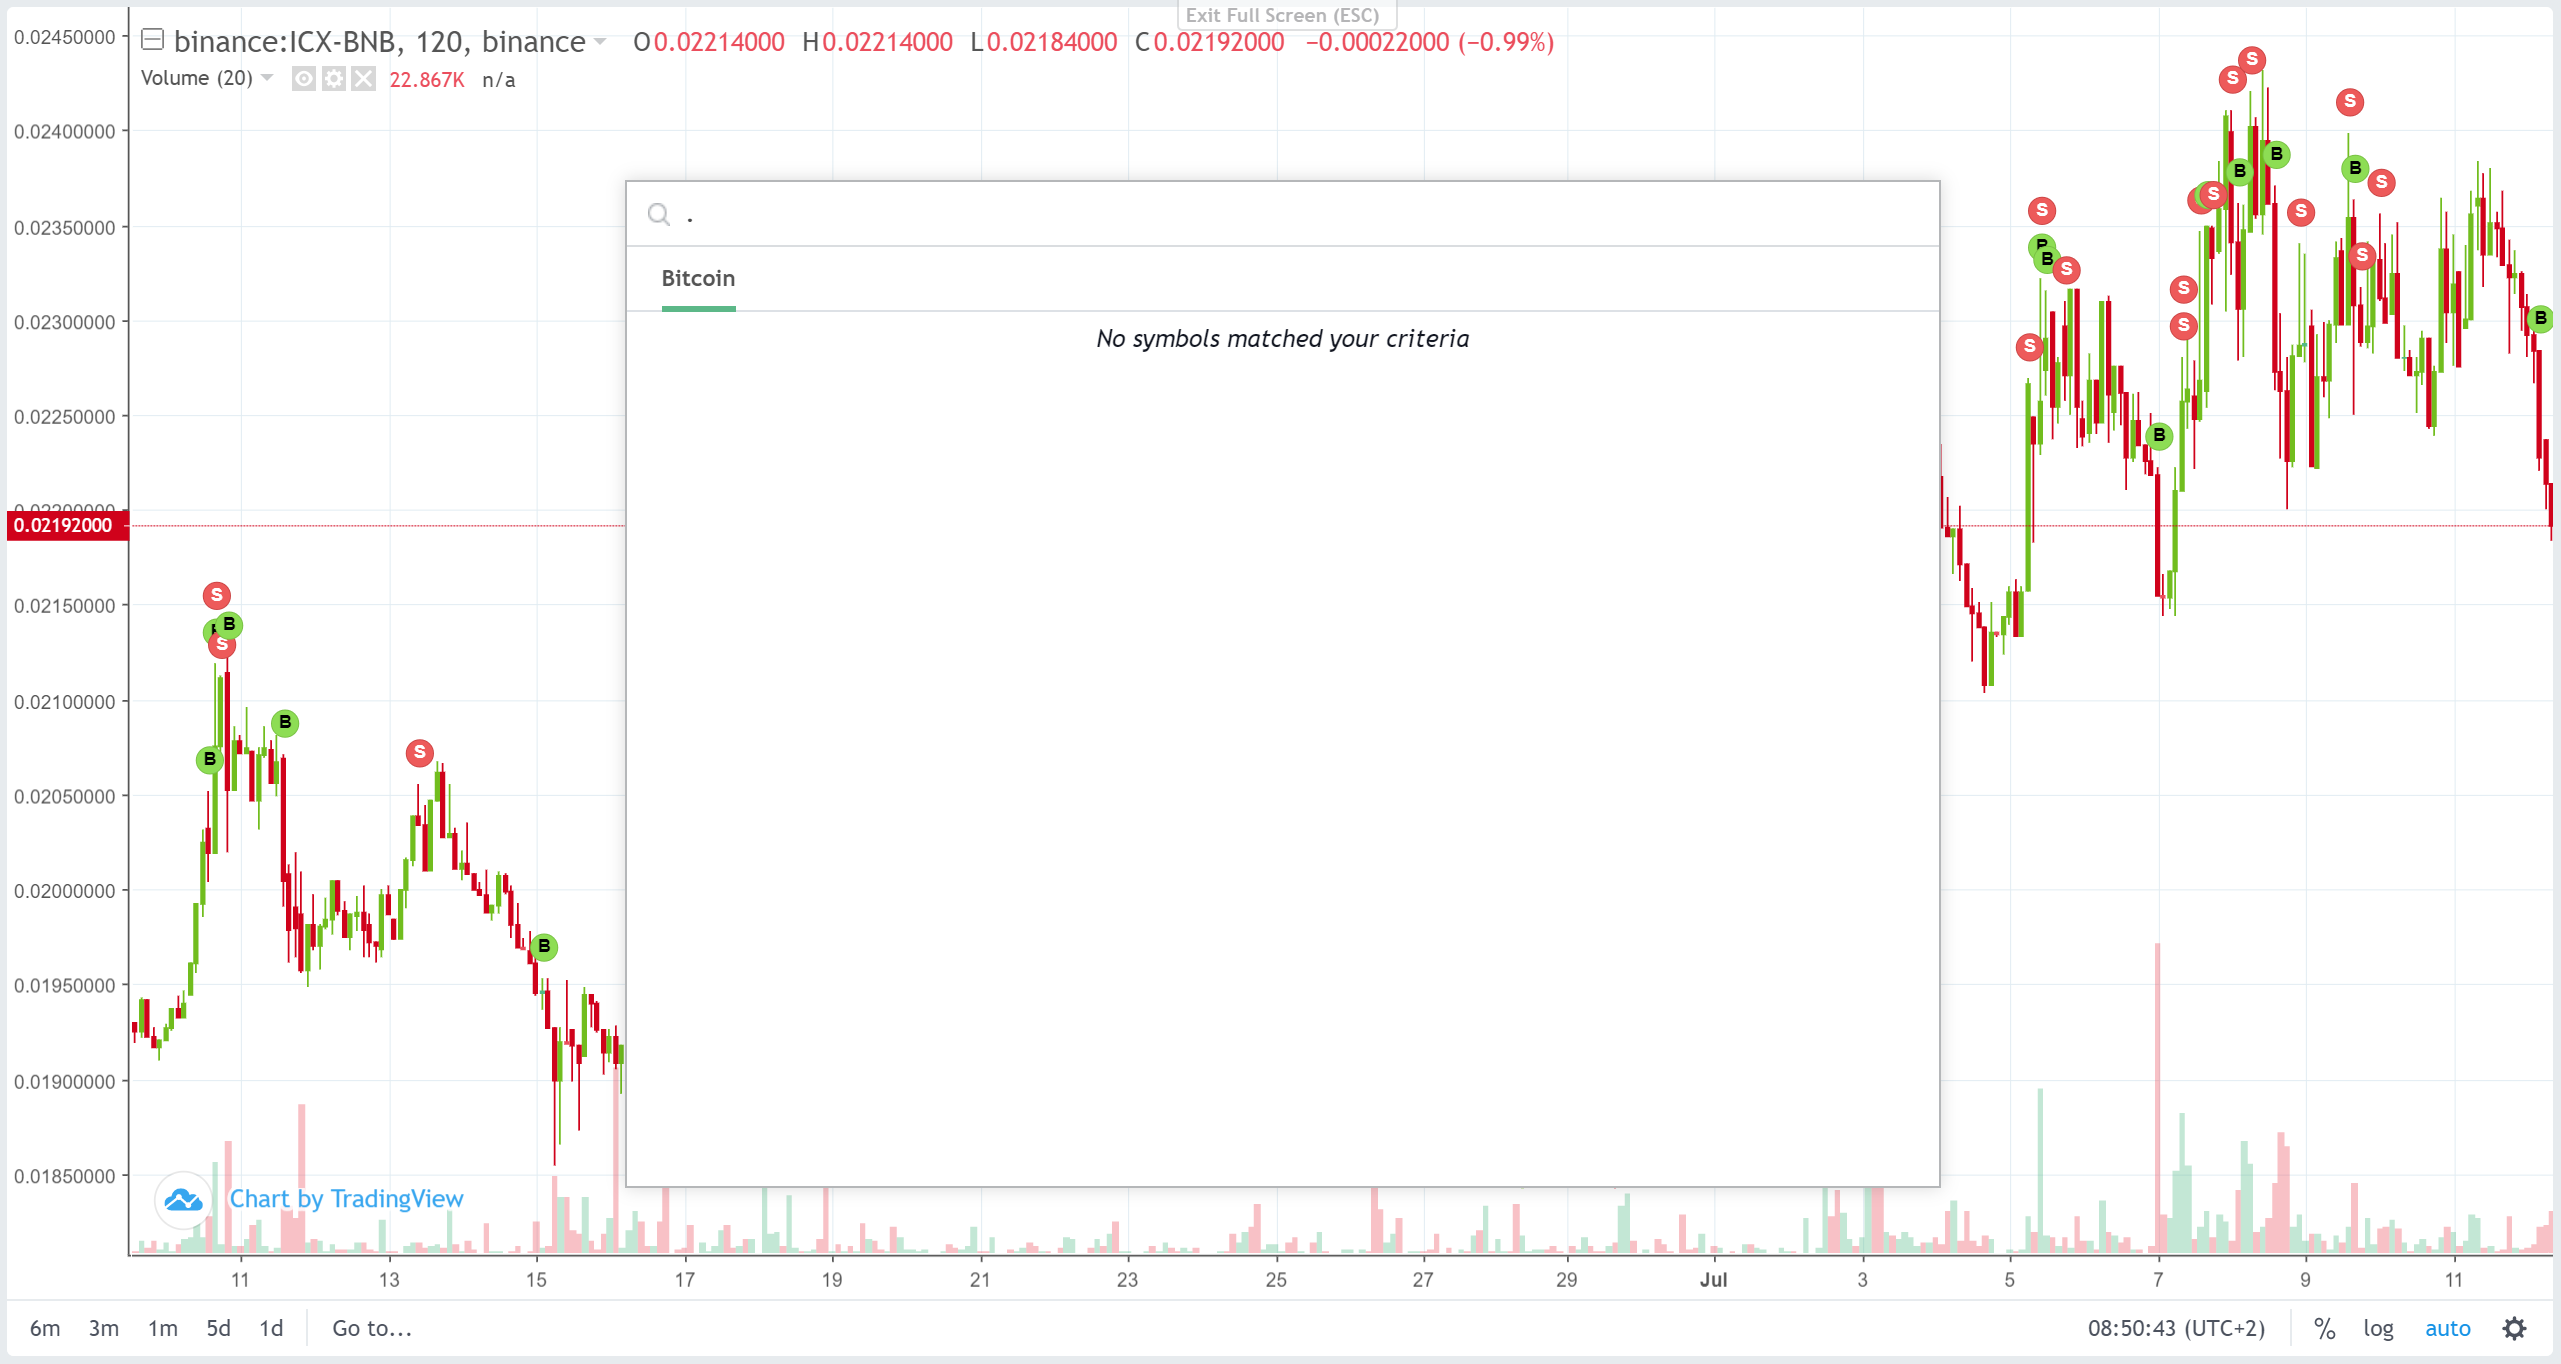 Exit Full Screen (ESC)
binance:ICX-BNB, 120, binance O0.02214000 H0.02214000 L0.02184000 C0.02192000 −0.00022000 (−0.99%)
Volume (20) 22.867K n/a
0.02450000
0.02400000
0.02350000
0.02300000
0.02250000
0.02192000
0.02150000
0.02100000
0.02050000
0.02000000
0.01950000
0.01900000
0.01850000
.
Bitcoin
No symbols matched your criteria
S
B
S
B
B
S
B
S
S
S
B
B
S
B
S
B
S
S
B
S
B
S
S
S
B
S
B
Chart by TradingView
11 13 15 17 19 21 23 25 27 29 Jul 3 5 7 9 11
6m 3m 1m 5d 1d Go to... 08:50:43 (UTC+2) % log auto